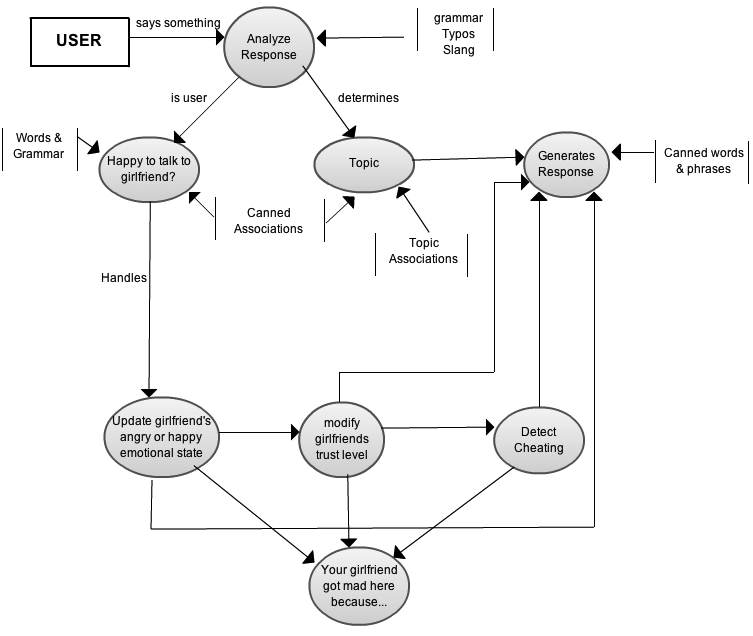 USER
says something
Analyze
Response
grammar
Typos
Slang
is user
determines
Words &
Grammar
Happy to talk to
girlfriend?
Topic
Generates
Response
Canned words
& phrases
Canned
Associations
Topic
Associations
Handles
Update girlfriend's
angry or happy
emotional state
modify
girlfriends
trust level
Detect
Cheating
Your girlfriend
got mad here
because...